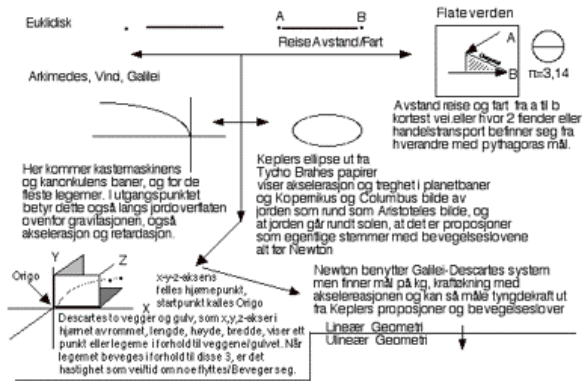 Euklidisk
A
B
Reise Avstand/Fart
Flateverden
A
B
π=3,14
Arkimedes, Vind, Galilei
Avstand reise og fart fra a til b
kortest vei.eller hvor 2 fiender eller
handelstransport befinner seg fra
hverandre med pythagoras mål.
Her kommer kastemaskinens
og kanonkulens baner, og for de
fleste legemer. I utgangspunktet
betyr dette også langs jordoverflaten
ovenfor gravitasjonen, også
akselerasjon og retardasjon.
Keplers ellipse ut fra
Tycho Brahes papirer
viser akselerasjon og treghet i planetbaner
og Kopernikus og Columbus bilde av
jorden som rund som Aristoteles bilde, og
at jorden går rundt solen, at det er proposjoner
som egentlige stemmer med bevegelseslovene
alt før Newton
Y
Z
Origo
X
x-y-z-aksens
felles hjørnepunkt,
startpunkt kalles Origo
Newton benytter Galilei-Descartes system
men finner mål på kg, kraftøkning med
akselereasjonen og kan så måle tyngdekraft ut
fra Keplers proposjoner og bevegelseslover
Descartes to vegger og gulv, som x,y,z-akser i
hjørnet av rommet, lengde, høyde, bredde, viser ett
punkt eller legeme i forhold til veggene/gulvet. Når
legemet beveges i forhold til disse 3, er det
hastighet som vei/tid om noe flyttes/Beveger seg.
Lineær Geometri
Ulineær Geometri